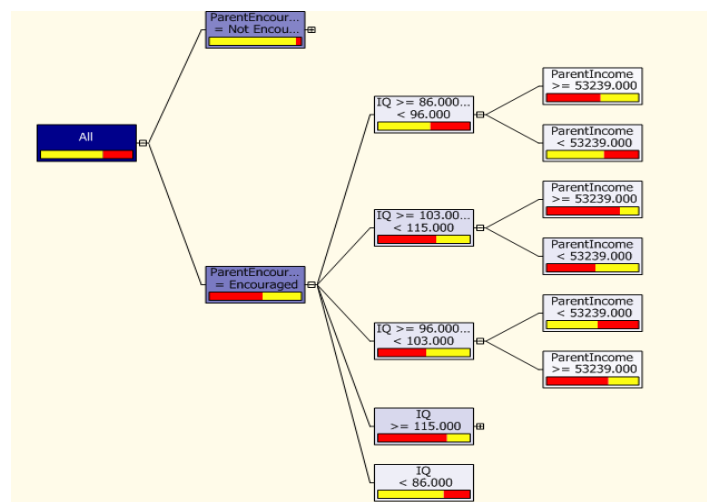 ParentEncour...
= Not Encou...
All
ParentEncour...
= Encouraged
IQ >= 86.000...
< 96.000
ParentIncome
>= 53239.000
ParentIncome
< 53239.000
IQ >= 103.00...
< 115.000
ParentIncome
>= 53239.000
ParentIncome
< 53239.000
IQ >= 96.000...
< 103.000
ParentIncome
< 53239.000
ParentIncome
>= 53239.000
IQ
>= 115.000
IQ
< 86.000